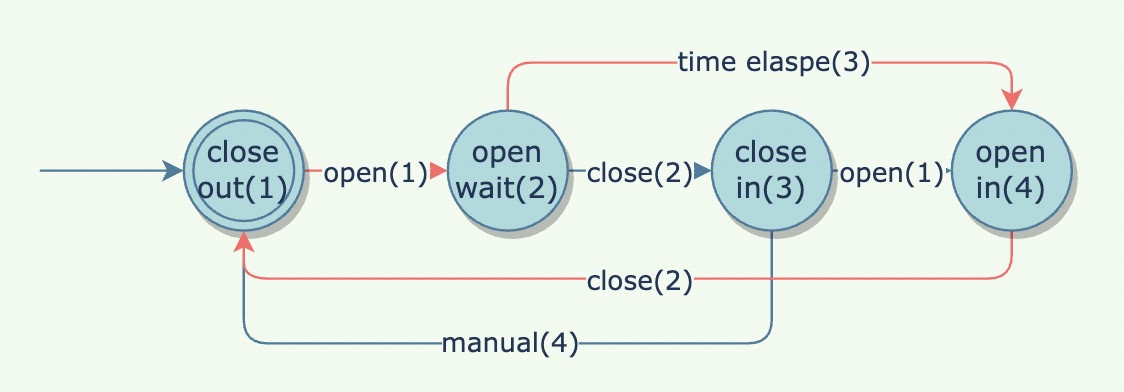 time elaspe(3)
close
out(1)
open(1)
open
wait(2)
close(2)
close
in(3)
open(1)
open
in(4)
close(2)
manual(4)